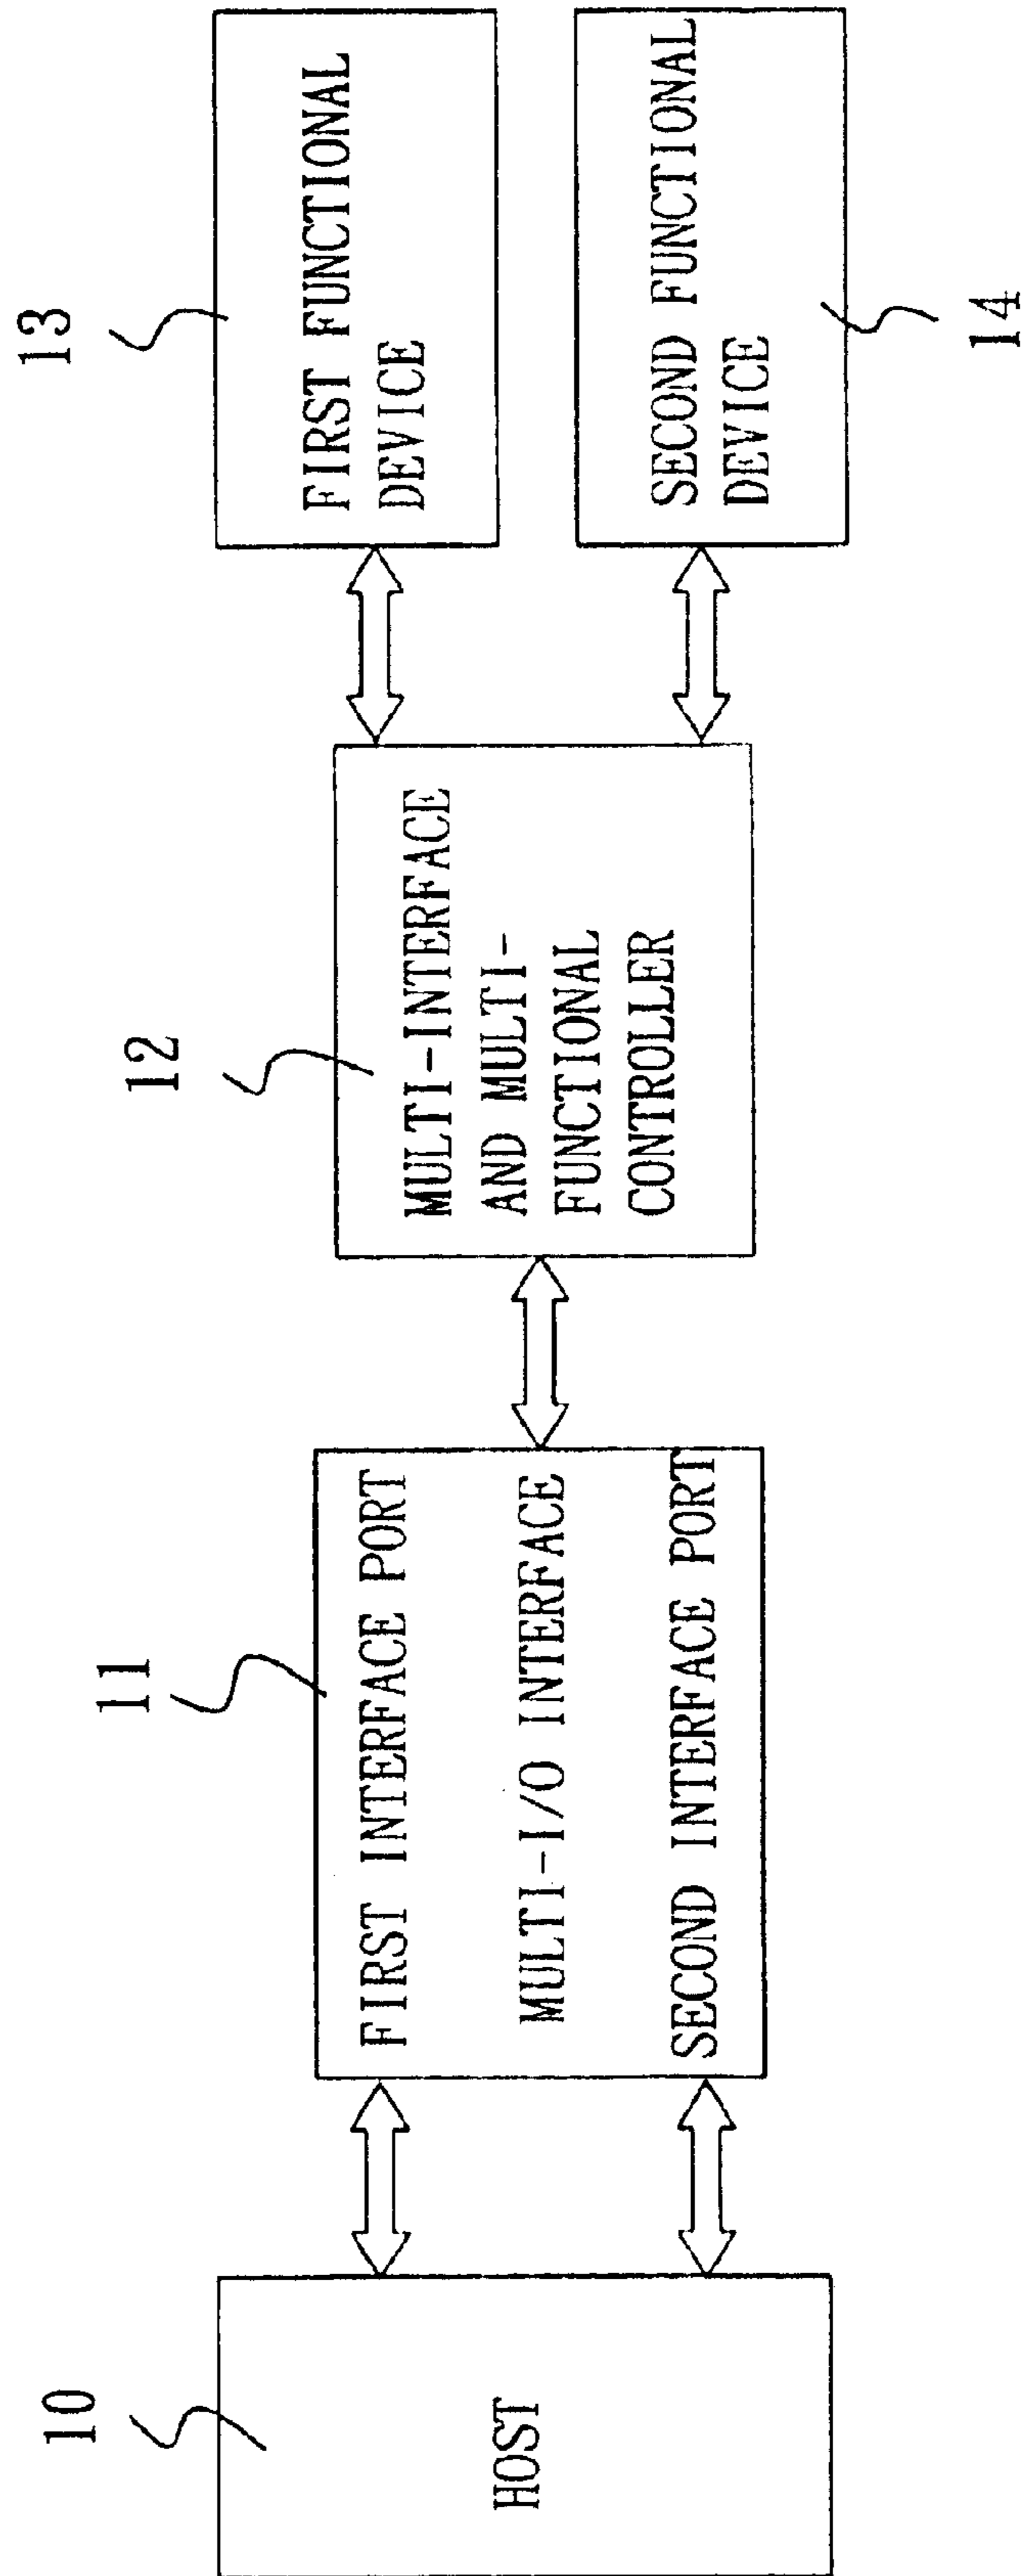 10
HOST
11
FIRST INTERFACE PORT
MULTI-I/O INTERFACE
SECOND INTERFACE PORT
12
MULTI-INTERFACE
AND MULTI-
FUNCTIONAL
CONTROLLER
13
FIRST FUNCTIONAL
DEVICE
SECOND FUNCTIONAL
DEVICE
14